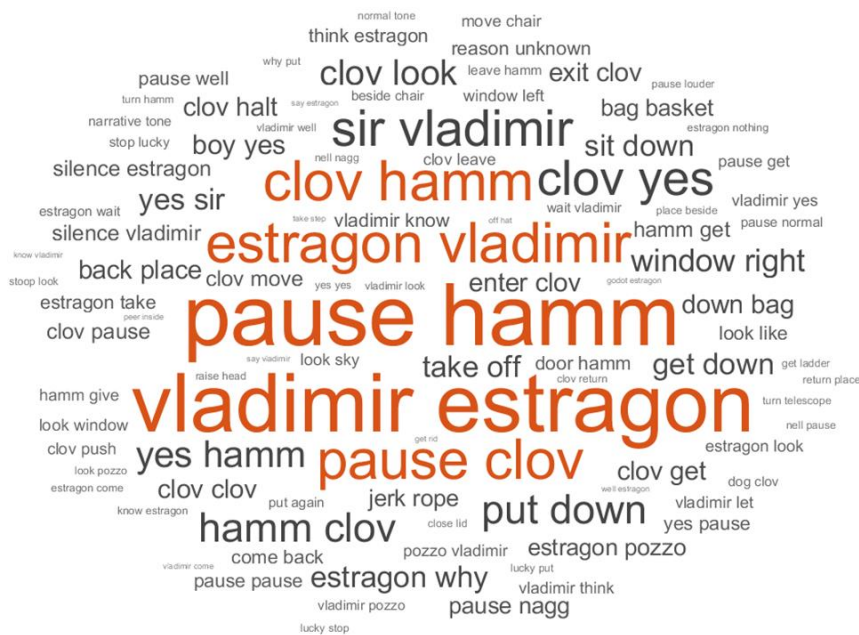 normal tone
move chair
think estragon
reason unknown
why put
clov look
leave hamm
exit clov
pause well
pause louder
turn hamm
clov halt
say estragon
beside chair
window left
bag basket
narrative tone
vladimir well
sir vladimir
estragon nothing
stop lucky
boy yes
sit down
silence estragon
nell nagg
clov leave
pause get
yes sir
clov hamm
clov yes
vladimir yes
estragon wait
take step
vladimir know
off hat
wait vladimir
place beside
silence vladimir
estragon vladimir
hamm get
pause normal
know vladimir
back place
window right
stoop look
clov move
yes yes
vladimir look
enter clov
godot estragon
estragon take
pause hamm
down bag
peer inside
clov pause
look like
say vladimir
look sky
take off
door hamm
get down
get ladder
raise head
clov return
return place
hamm give
vladimir estragon
turn telescope
look window
nell pause
clov push
yes hamm
get rid
pause clov
estragon look
look pozzo
clov get
dog clov
estragon come
clov clov
well estragon
put again
jerk rope
put down
vladimir let
know estragon
hamm clov
close lid
yes pause
come back
pozzo vladimir
estragon pozzo
vladimir come
pause pause
estragon why
lucky put
vladimir think
vladimir pozzo
pause nagg
lucky stop